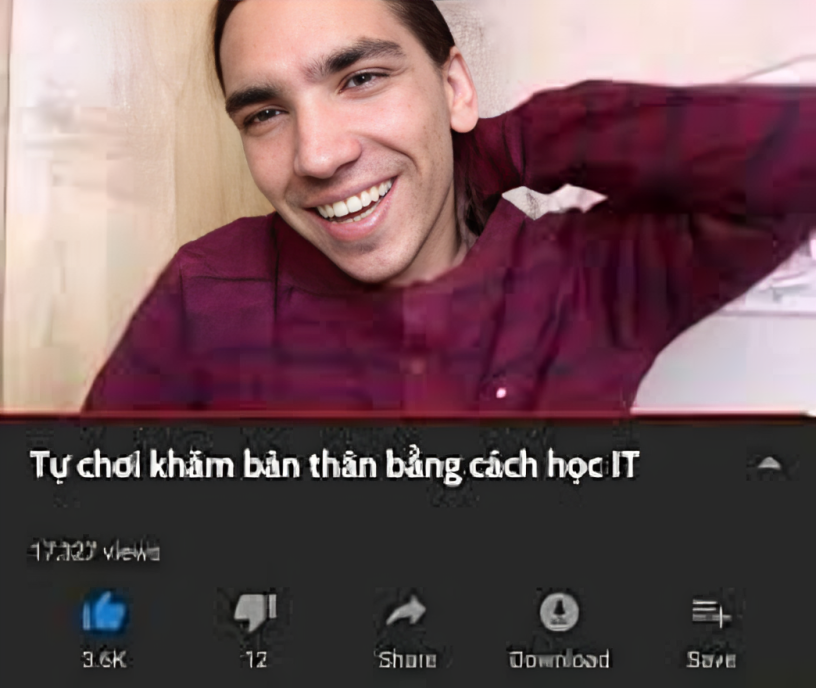 Tự chơi khăm bản thân bằng cách học IT
17.327 views
3.6K
12
Share
Download
Save